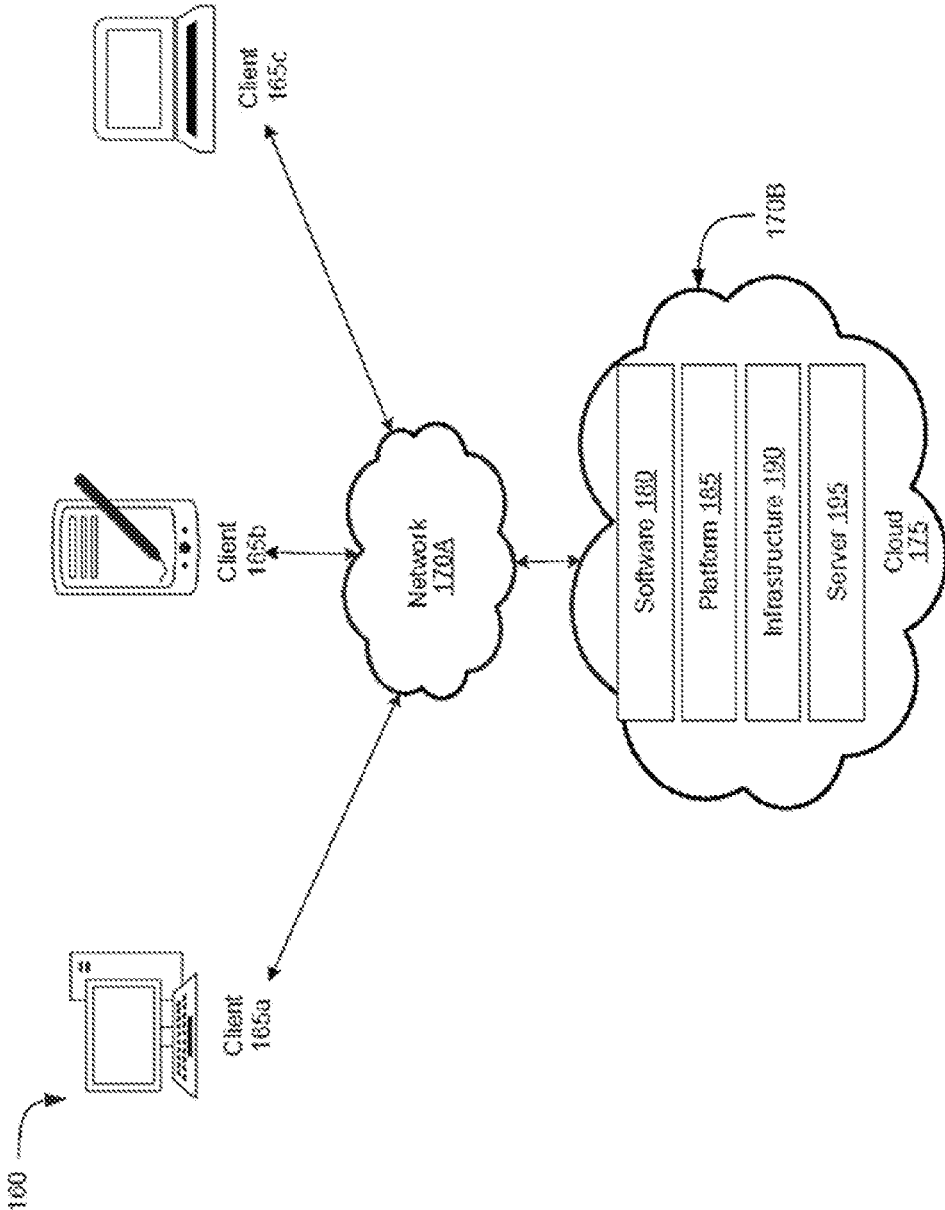 160
Client
165a
Client
165b
Client
165c
Network
170A
170B
Software 180
Platform 185
Infrastructure 190
Server 195
Cloud
175